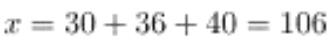 x = 30 + 36 + 40 = 106